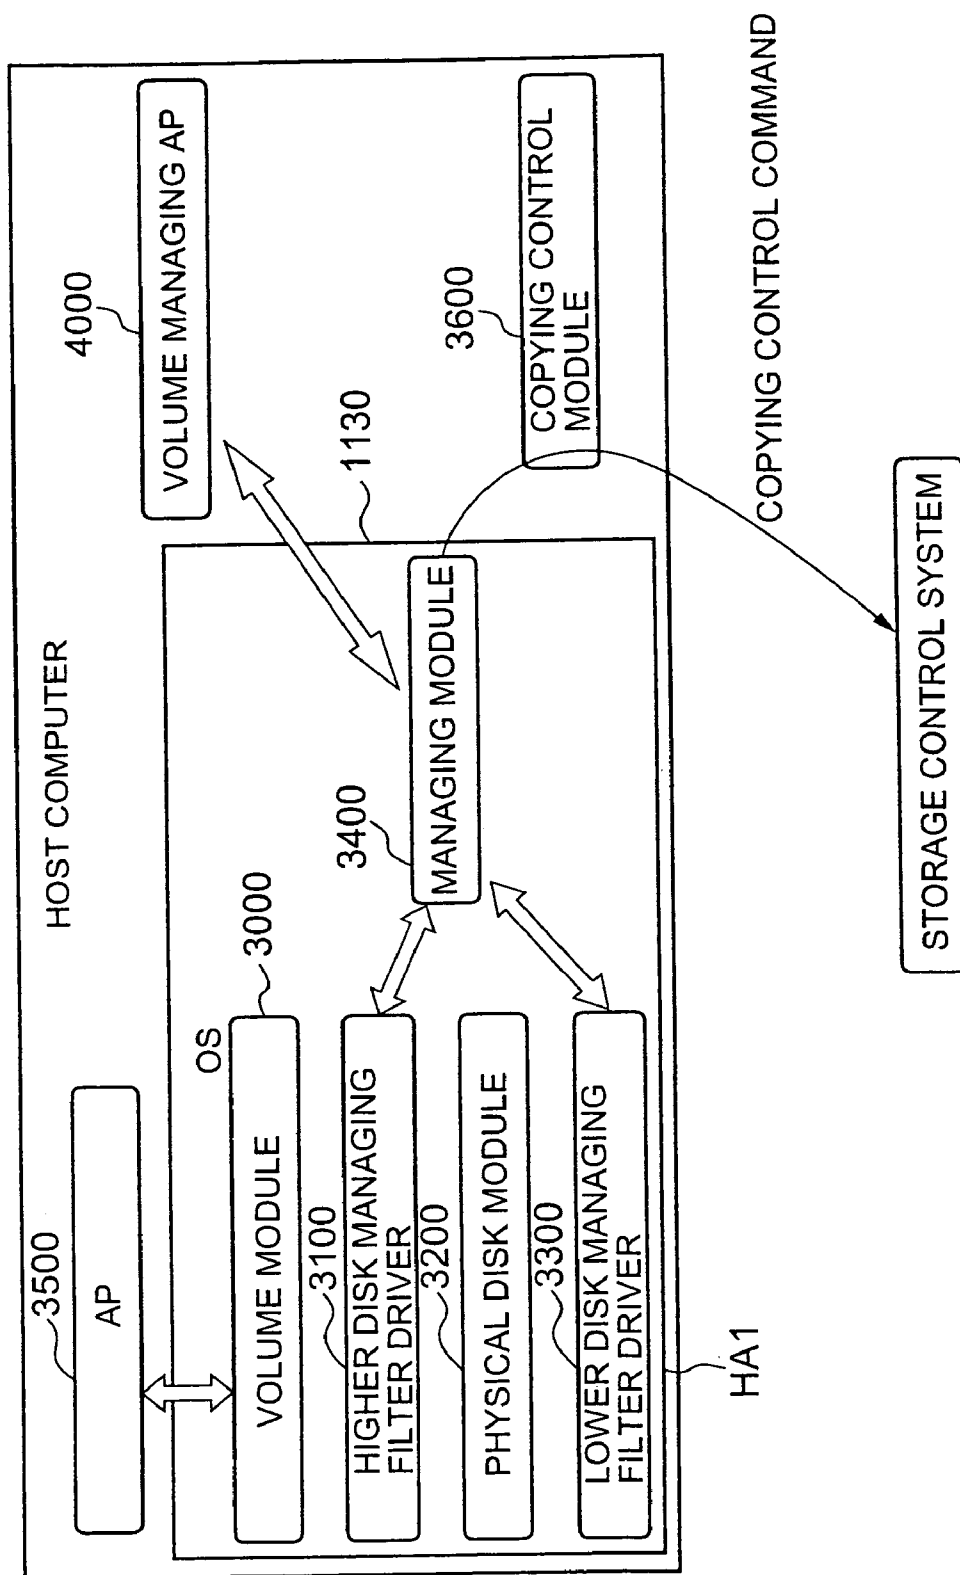 HOST COMPUTER
3500
AP
4000
VOLUME MANAGING AP
OS
3000
VOLUME MODULE
1130
3100
HIGHER DISK MANAGING
FILTER DRIVER
3400
MANAGING MODULE
3200
PHYSICAL DISK MODULE
3600
COPYING CONTROL
MODULE
3300
LOWER DISK MANAGING
FILTER DRIVER
HA1
COPYING CONTROL COMMAND
STORAGE CONTROL SYSTEM